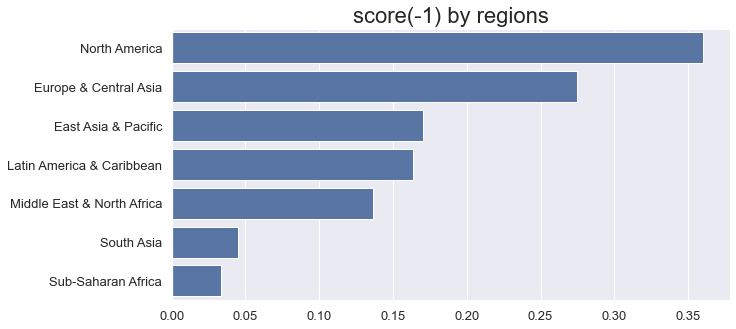 score(-1) by regions
North America
Europe & Central Asia
East Asia & Pacific
Latin America & Caribbean
Middle East & North Africa
South Asia
Sub-Saharan Africa
0.00 0.05 0.10 0.15 0.20 0.25 0.30 0.35